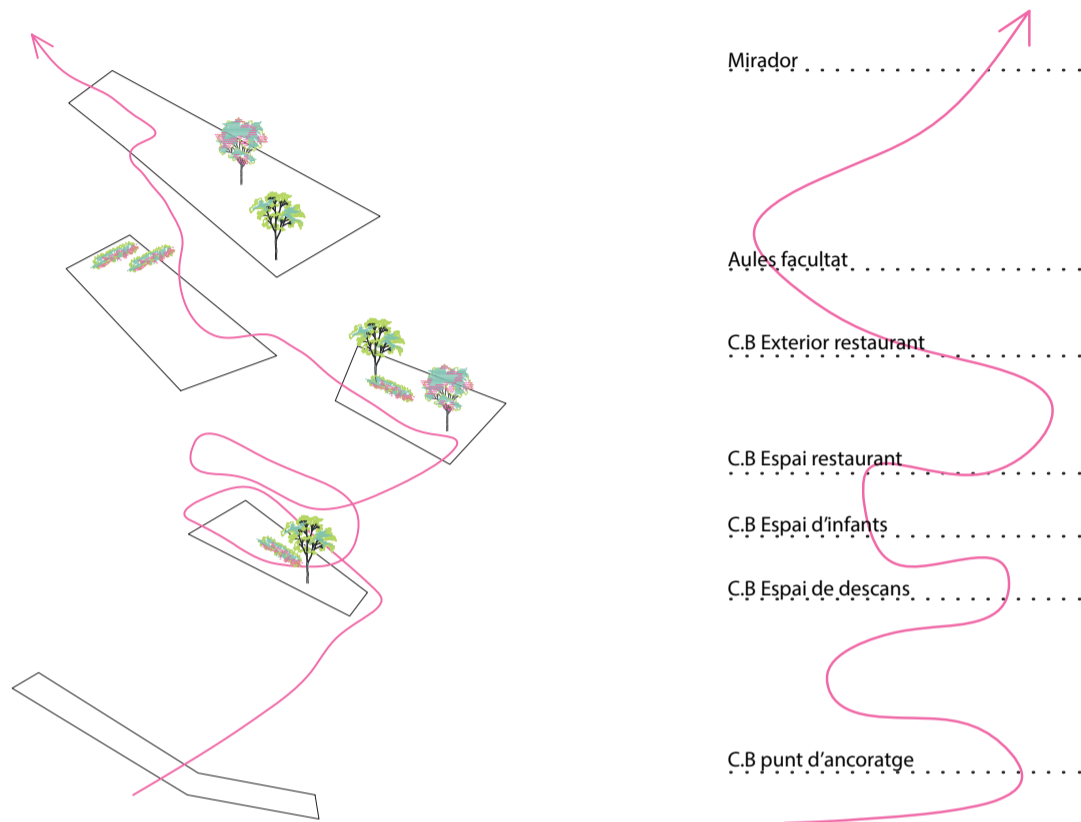 Mirador
Aules facultat
C.B Exterior restaurant
C.B Espai restaurant
C.B Espai d’infants
C.B Espai de descans
C.B punt d’ancoratge